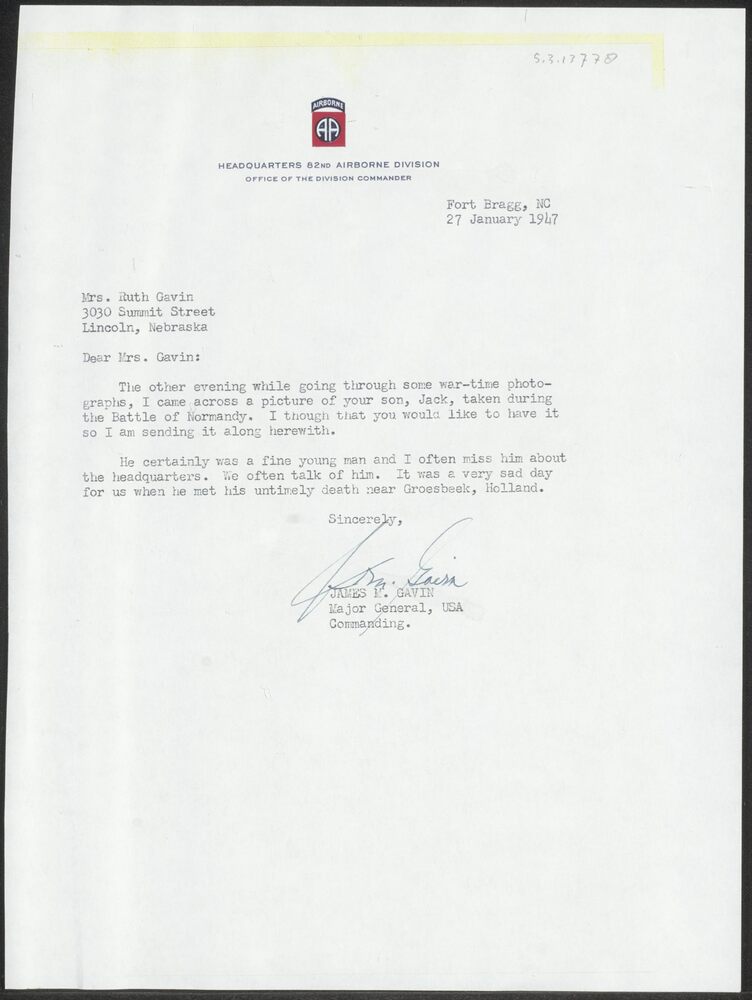 S.3.13778
AIRBORNE
AA
HEADQUARTERS 82ND AIRBORNE DIVISION
OFFICE OF THE DIVISION COMMANDER
Fort Bragg, NC
27 January 1947
Mrs. Ruth Gavin
3030 Summit Street
Lincoln, Nebraska
Dear Mrs. Gavin:
The other evening while going through some war-time photo-
graphs, I came across a picture of your son, Jack, taken during
the Battle of Normandy. I though that you would like to have it
so I am sending it along herewith.
He certainly was a fine young man and I often miss him about
the headquarters. We often talk of him. It was a very sad day
for us when he met his untimely death near Groesbeek, Holland.
Sincerely,
Jim. Gavin
JAMES M. GAVIN
Major General, USA
Commanding.